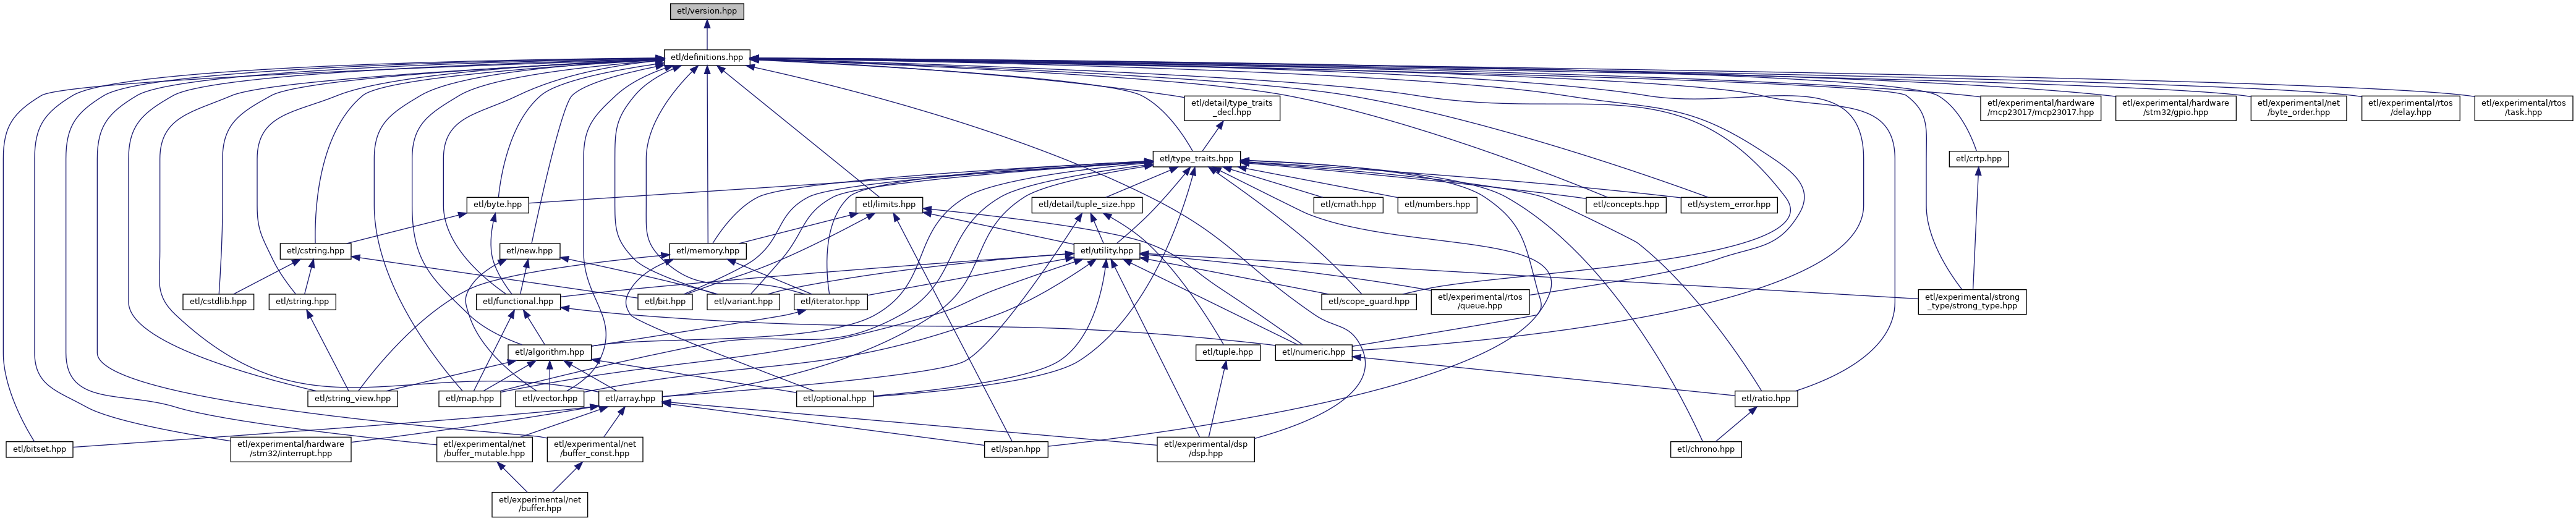 etl/version.hpp
etl/definitions.hpp
etl/detail/type_traits
_decl.hpp
etl/experimental/hardware
/mcp23017/mcp23017.hpp
etl/experimental/hardware
/stm32/gpio.hpp
etl/experimental/net
/byte_order.hpp
etl/experimental/rtos
/delay.hpp
etl/experimental/rtos
/task.hpp
etl/type_traits.hpp
etl/crtp.hpp
etl/byte.hpp
etl/limits.hpp
etl/detail/tuple_size.hpp
etl/cmath.hpp
etl/numbers.hpp
etl/concepts.hpp
etl/system_error.hpp
etl/cstring.hpp
etl/new.hpp
etl/memory.hpp
etl/utility.hpp
etl/cstdlib.hpp
etl/string.hpp
etl/functional.hpp
etl/bit.hpp
etl/variant.hpp
etl/iterator.hpp
etl/scope_guard.hpp
etl/experimental/rtos
/queue.hpp
etl/experimental/strong
_type/strong_type.hpp
etl/algorithm.hpp
etl/tuple.hpp
etl/numeric.hpp
etl/string_view.hpp
etl/map.hpp
etl/vector.hpp
etl/array.hpp
etl/optional.hpp
etl/ratio.hpp
etl/bitset.hpp
etl/experimental/hardware
/stm32/interrupt.hpp
etl/experimental/net
/buffer_mutable.hpp
etl/experimental/net
/buffer_const.hpp
etl/span.hpp
etl/experimental/dsp
/dsp.hpp
etl/chrono.hpp
etl/experimental/net
/buffer.hpp